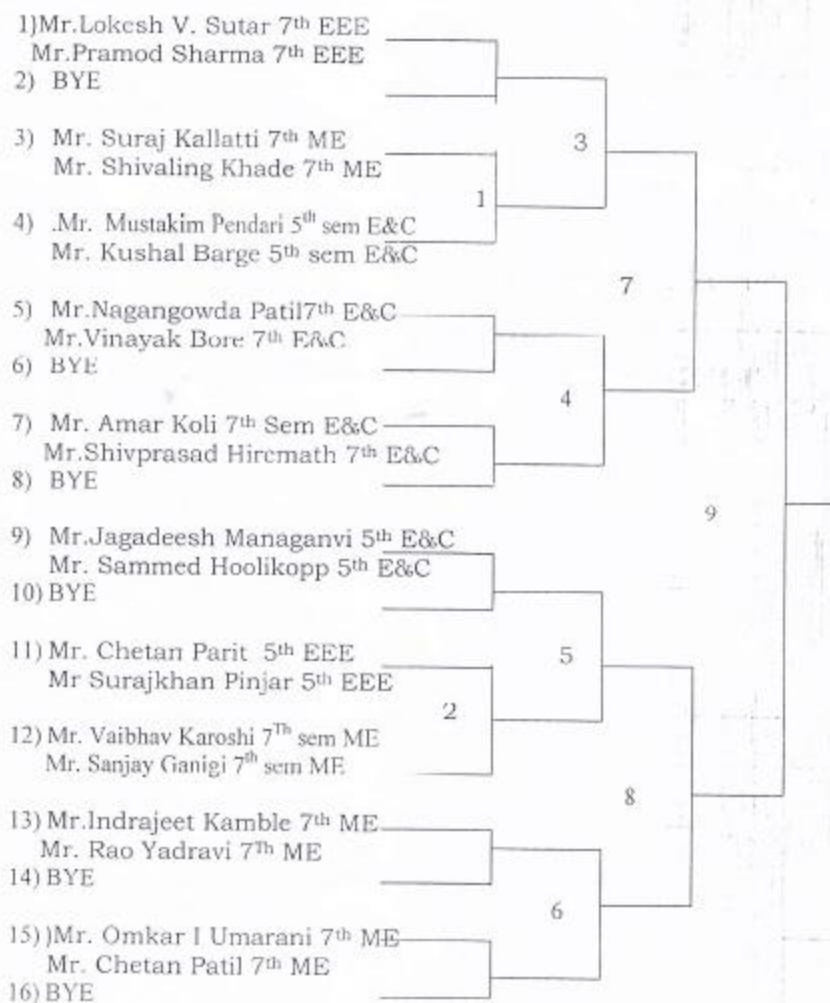 1)Mr.Lokesh V. Sutar 7th EEE
Mr.Pramod Sharma 7th EEE
2) BYE
3) Mr. Suraj Kallatti 7th ME
Mr. Shivaling Khade 7th ME
3
1
4) .Mr. Mustakim Pendari 5th sem E&C
Mr. Kushal Barge 5th sem E&C
7
5) Mr.Nagangowda Patil7th E&C
Mr.Vinayak Bore 7th E&C
6) BYE
4
7) Mr. Amar Koli 7th Sem E&C
Mr.Shivprasad Hiremath 7th E&C
8) BYE
9
9) Mr.Jagadeesh Managanvi 5th E&C
Mr. Sammed Hoolikopp 5th E&C
10) BYE
11) Mr. Chetan Parit 5th EEE
5
Mr Surajkhan Pinjar 5th EEE
2
12) Mr. Vaibhav Karoshi 7Th sem ME
Mr. Sanjay Ganigi 7th sem ME
8
13) Mr.Indrajeet Kamble 7th ME
Mr. Rao Yadravi 7Th ME
14) BYE
6
15) )Mr. Omkar I Umarani 7th ME
Mr. Chetan Patil 7th ME
16) BYE